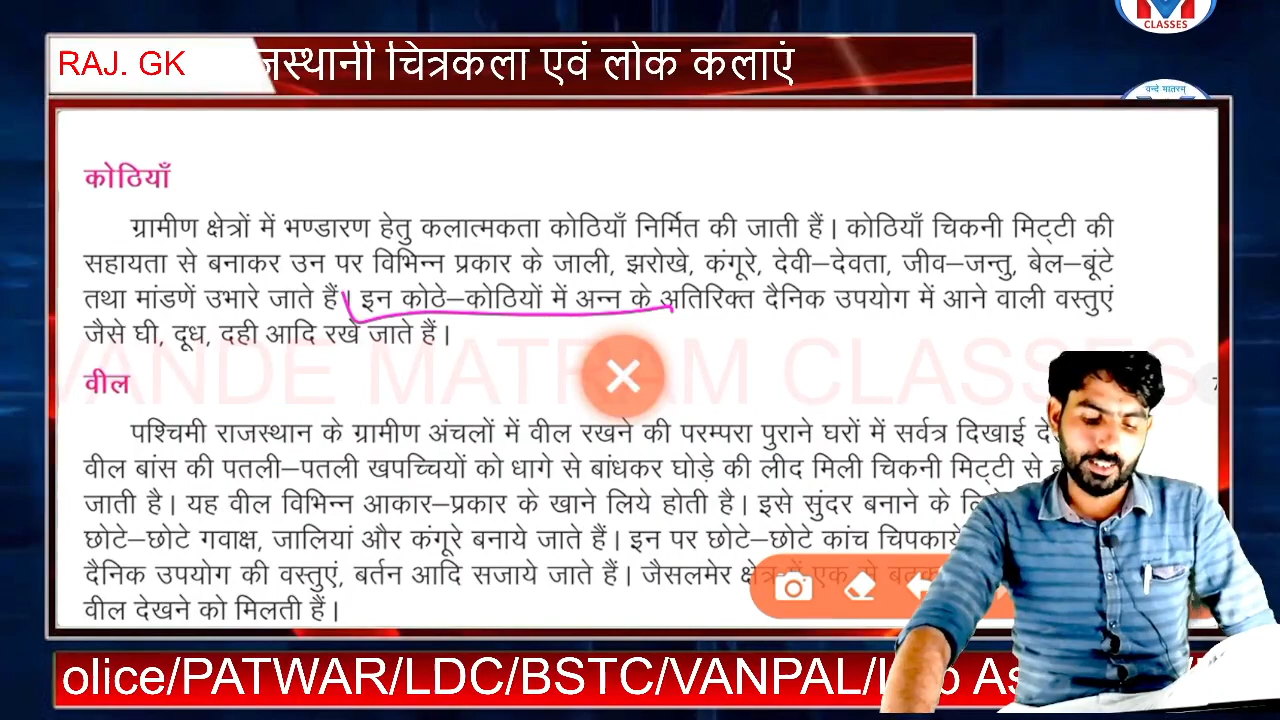 CLASSES
RAJ. GK
जस्थानी चित्रकला एवं लोक कलाएं
वन्दे मातरम्
कोठियाँ
ग्रामीण क्षेत्रों में भण्डारण हेतु कलात्मकता कोठियाँ निर्मित की जाती हैं। कोठियाँ चिकनी मिट्टी की
सहायता से बनाकर उन पर विभिन्न प्रकार के जाली, झरोखे, कंगूरे, देवी–देवता, जीव–जन्तु, बेल–बूंटे
तथा मांडणें उभारे जाते हैं। इन कोठे–कोठियों में अन्न के अतिरिक्त दैनिक उपयोग में आने वाली वस्तुएं
जैसे घी, दूध, दही आदि रखे जाते हैं।
VANDE MATRAM CLASSES
वील
7
पश्चिमी राजस्थान के ग्रामीण अंचलों में वील रखने की परम्परा पुराने घरों में सर्वत्र दिखाई
वील बांस की पतली–पतली खपच्चियों को धागे से बांधकर घोड़े की लीद मिली चिकनी मिट्टी से
जाती है। यह वील विभिन्न आकार–प्रकार के खाने लिये होती है। इसे सुंदर बनाने के
छोटे–छोटे गवाक्ष, जालियां और कंगूरे बनाये जाते हैं। इन पर छोटे–छोटे कांच चिपकाये
दैनिक उपयोग की वस्तुएं, बर्तन आदि सजाये जाते हैं। जैसलमेर क्षेत्र में एक से
वील देखने को मिलती हैं।
olice/PATWAR/LDC/BSTC/VANPAL/